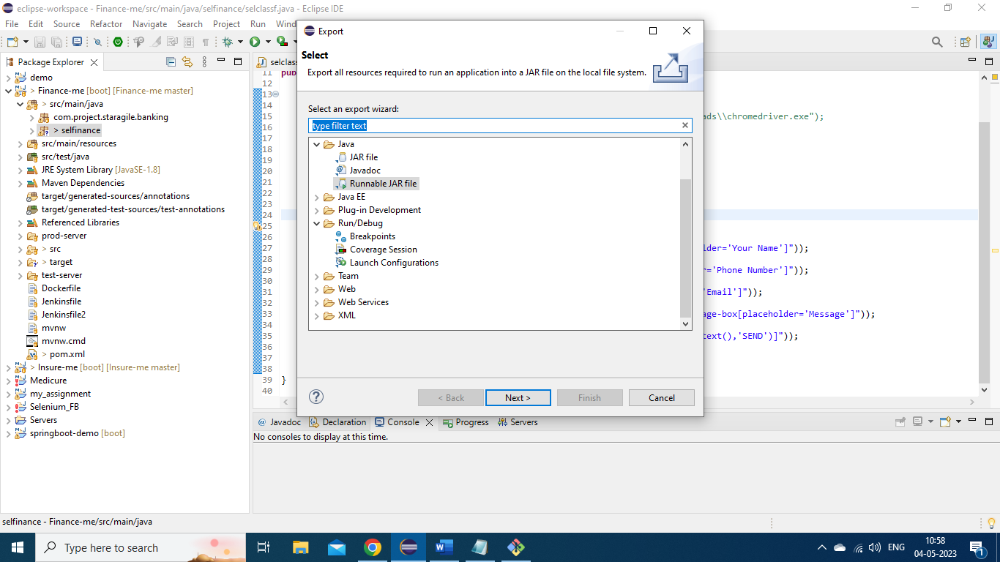 eclipse-workspace - Finance-me/src/main/java/selfinance/selclassf.java - Eclipse IDE
File Edit Source Refactor Navigate Search Project Run Wind
Package Explorer
demo
> Finance-me [boot] [Finance-me master]
> src/main/java
com.project.staragile.banking
> selfinance
src/main/resources
src/test/java
JRE System Library [JavaSE-1.8]
Maven Dependencies
target/generated-sources/annotations
target/generated-test-sources/test-annotations
Referenced Libraries
prod-server
> src
> target
test-server
Dockerfile
Jenkinsfile
Jenkinsfile2
mvnw
mvnw.cmd
> pom.xml
> Insure-me [boot] [Insure-me master]
Medicure
my_assignment
Selenium_FB
Servers
springboot-demo [boot]
selclass
11 pu
12
13
14
15 ads\\chromedriver.exe");
16
17
18
19
20
21
22
23
24
25
26
27 lder='Your Name']"));
28
29 r='Phone Number']"));
30
31 'Email']"));
32
33 age-box[placeholder='Message']"));
34
35 text(),'SEND')]"));
36
37
38
39 }
40
Export
Select
Export all resources required to run an application into a JAR file on the local file system.
Select an export wizard:
type filter text
Java
JAR file
Javadoc
Runnable JAR file
Java EE
Plug-in Development
Run/Debug
Breakpoints
Coverage Session
Launch Configurations
Team
Web
Web Services
XML
?
< Back Next > Finish Cancel
@ Javadoc Declaration Console Progress Servers
No consoles to display at this time.
selfinance - Finance-me/src/main/java
Type here to search
ENG
10:58
04-05-2023
1